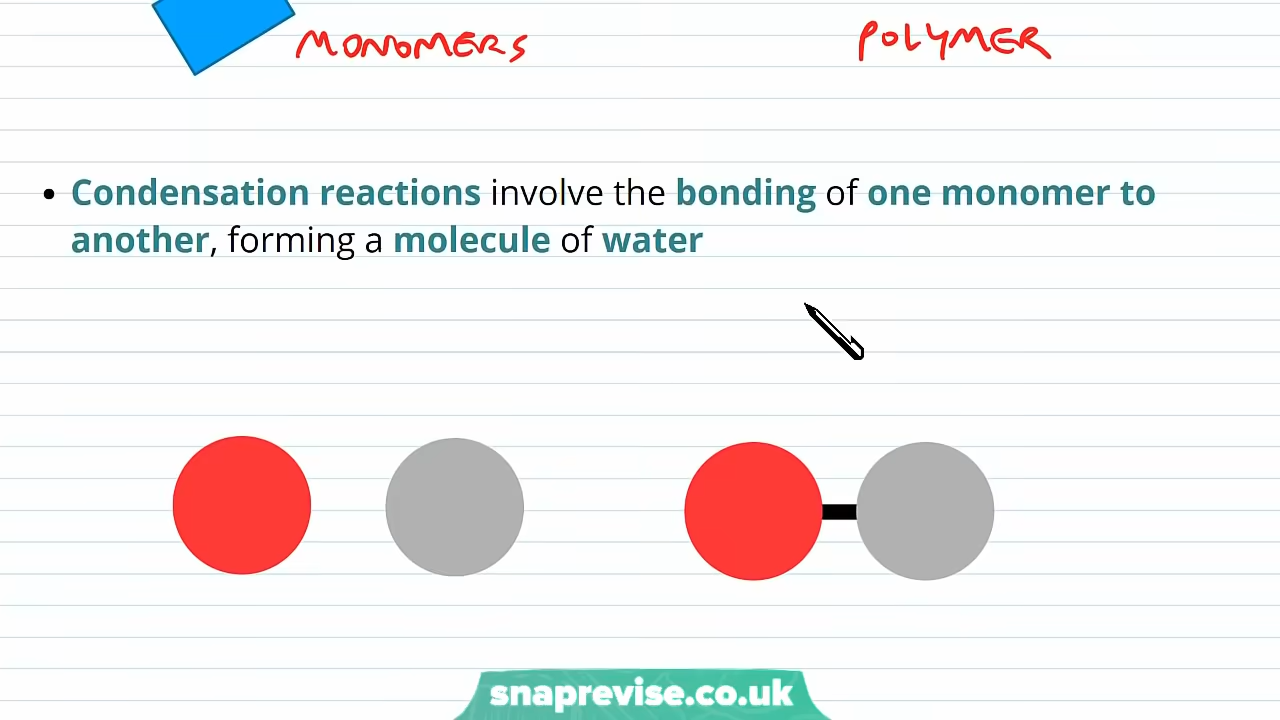 MONOMERS
POLYMER
• Condensation reactions involve the bonding of one monomer to
another, forming a molecule of water
snaprevise.co.uk